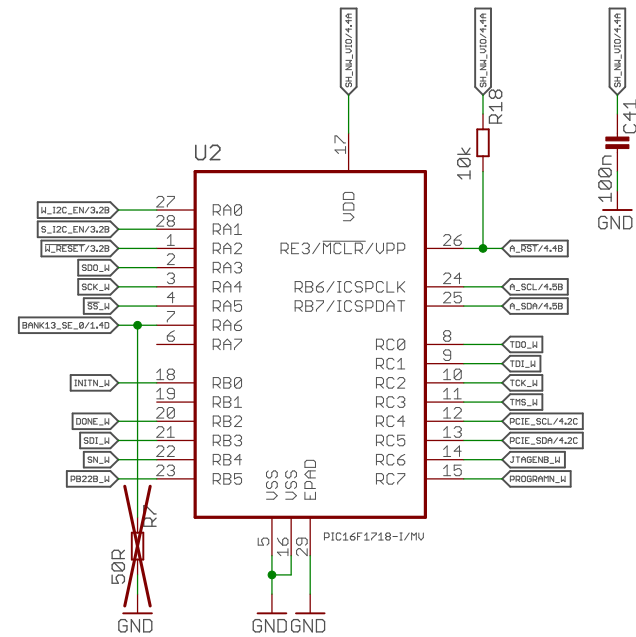 SH_NW_VIO/4.4A
SH_NW_VIO/4.4A
SH_NW_VIO/4.4A
R18
10k
C41
100n
GND
U2
17
VDD
W_I2C_EN/3.2B 27 RA0
S_I2C_EN/3.2B 28 RA1
W_RESET/3.2B 1 RA2
SDO_W 2 RA3
SCK_W 3 RA4
SS_W 4 RA5
BANK13_SE_0/1.4D 7 RA6
6 RA7
INITN_W 18 RB0
19 RB1
DONE_W 20 RB2
SDI_W 21 RB3
SN_W 22 RB4
PB22B_W 23 RB5
RE3/MCLR/VPP 26 A_RST/4.4B
RB6/ICSPCLK 24 A_SCL/4.5B
RB7/ICSPDAT 25 A_SDA/4.5B
RC0 8 TDO_W
RC1 9 TDI_W
RC2 10 TCK_W
RC3 11 TMS_W
RC4 12 PCIE_SCL/4.2C
RC5 13 PCIE_SDA/4.2C
RC6 14 JTAGENB_W
RC7 15 PROGRAMN_W
VSS
VSS
EPAD
5
16
29
PIC16F1718-I/MV
R7
50R
GND
GND
GND